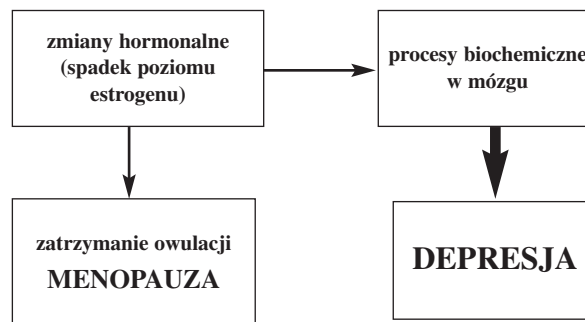 zmiany hormonalne
(spadek poziomu
estrogenu)
procesy biochemiczne
w mózgu
zatrzymanie owulacji
MENOPAUZA
DEPRESJA